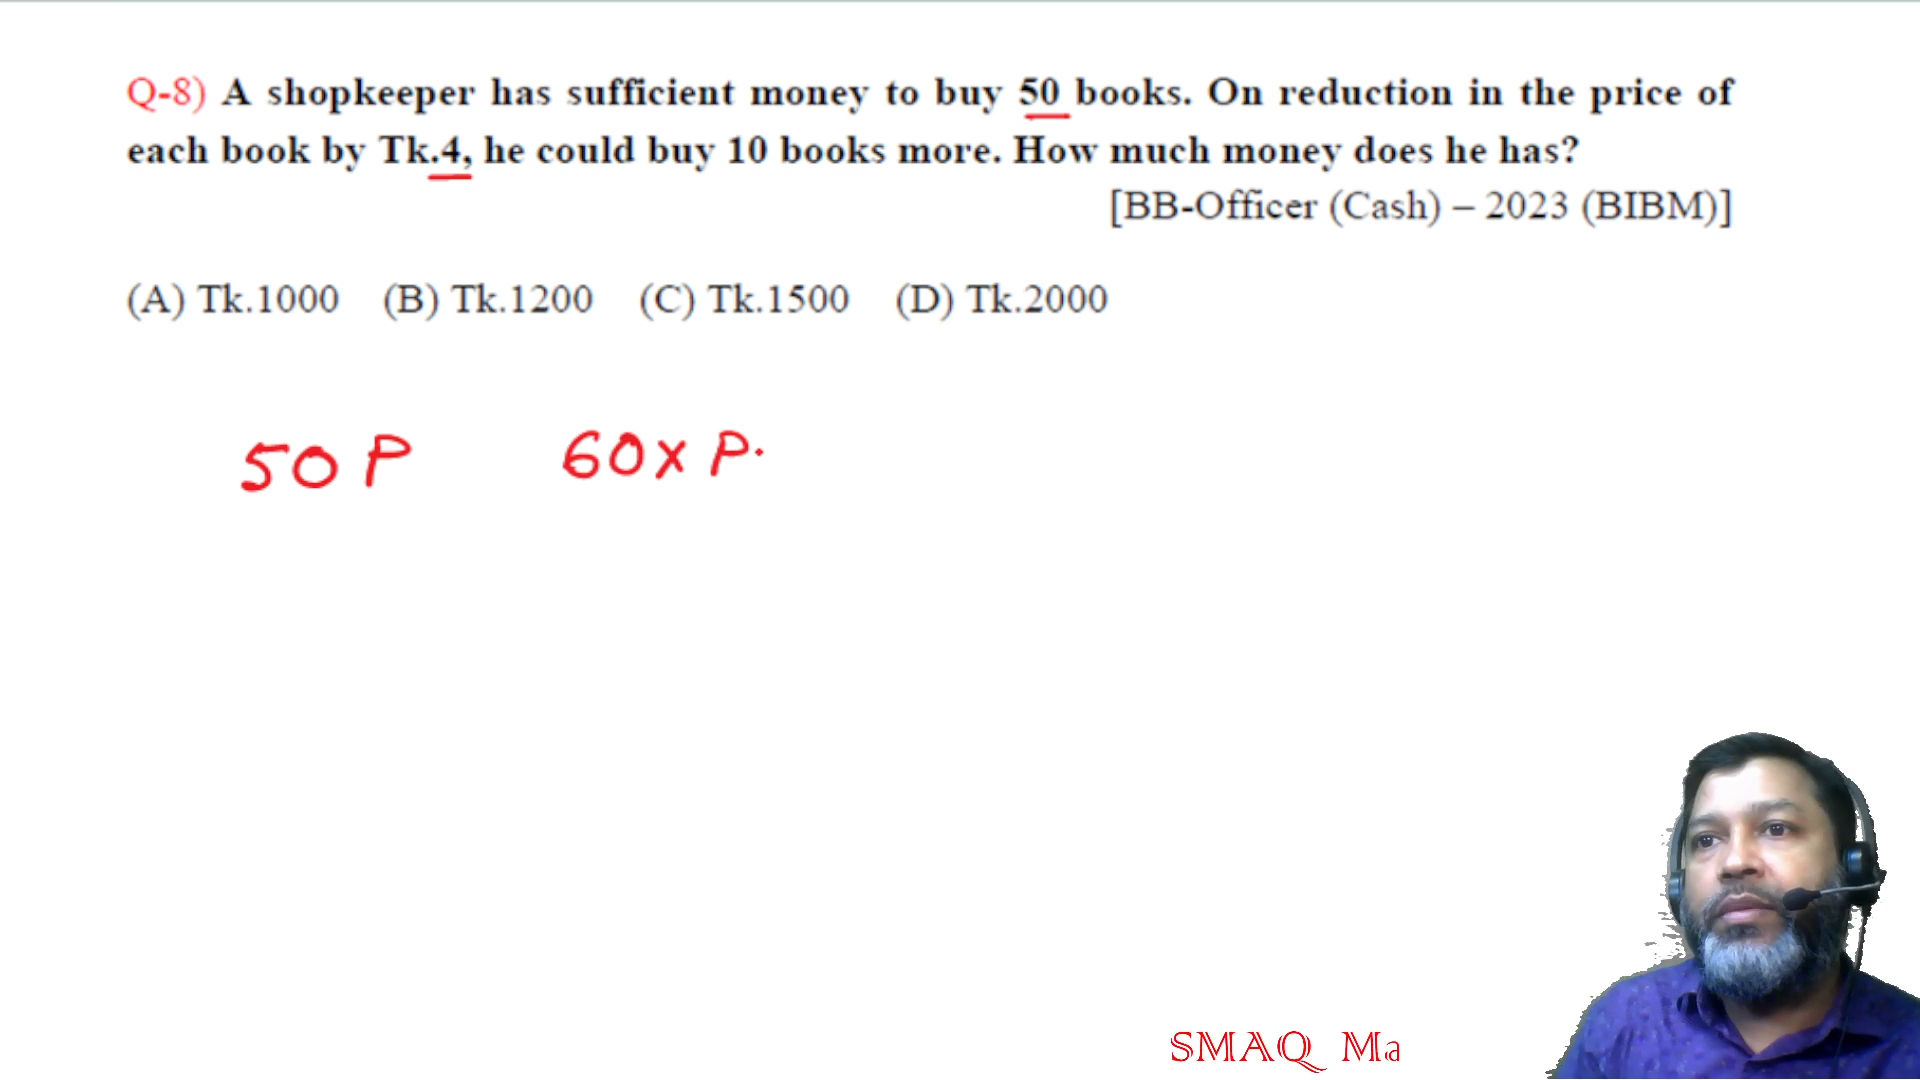 Q-8) A shopkeeper has sufficient money to buy 50 books. On reduction in the price of
each book by Tk.4, he could buy 10 books more. How much money does he has?
[BB-Officer (Cash) – 2023 (BIBM)]
(A) Tk.1000 (B) Tk.1200 (C) Tk.1500 (D) Tk.2000
50 P 60 x P.
SMAQ Ma